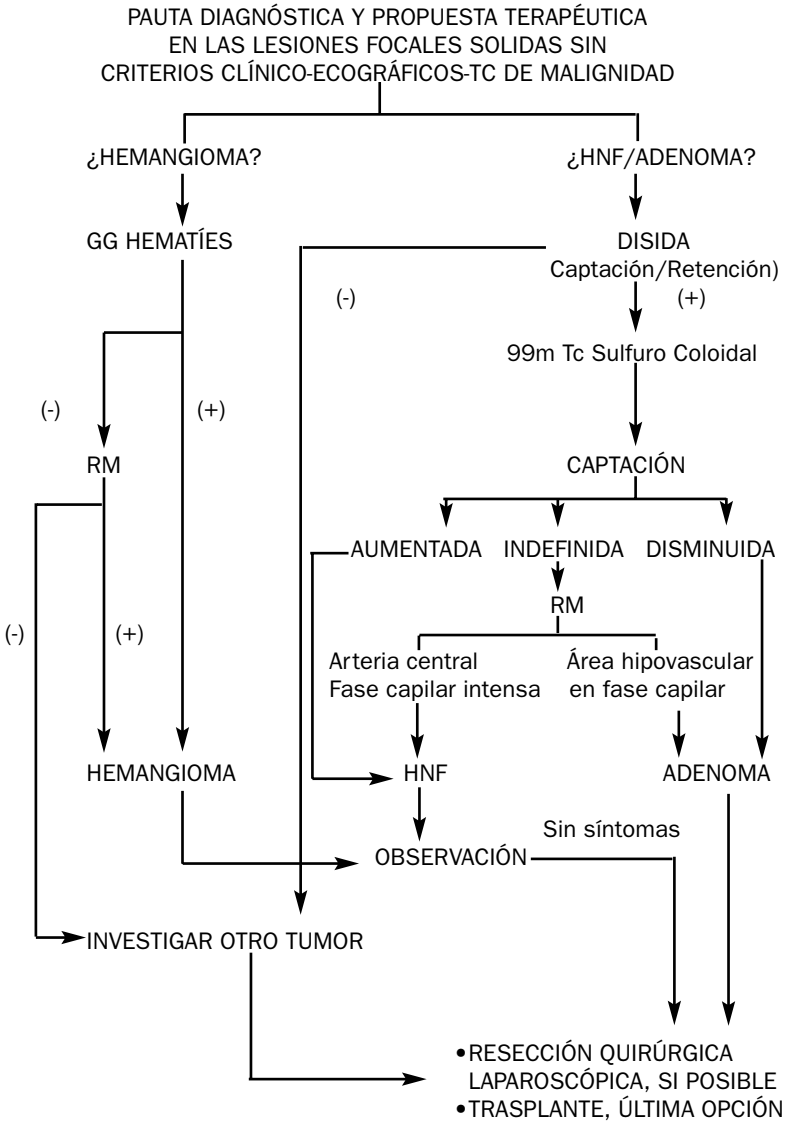 PAUTA DIAGNÓSTICA Y PROPUESTA TERAPÉUTICA
EN LAS LESIONES FOCALES SOLIDAS SIN
CRITERIOS CLÍNICO-ECOGRÁFICOS-TC DE MALIGNIDAD
¿HEMANGIOMA?
¿HNF/ADENOMA?
GG HEMATÍES
DISIDA
Captación/Retención)
(-)
(+)
99m Tc Sulfuro Coloidal
(-)
(+)
RM
CAPTACIÓN
AUMENTADA
INDEFINIDA
DISMINUIDA
RM
(-)
(+)
Arteria central
Fase capilar intensa
Área hipovascular
en fase capilar
HEMANGIOMA
HNF
ADENOMA
Sin síntomas
OBSERVACIÓN
INVESTIGAR OTRO TUMOR
•RESECCIÓN QUIRÚRGICA
LAPAROSCÓPICA, SI POSIBLE
•TRASPLANTE, ÚLTIMA OPCIÓN